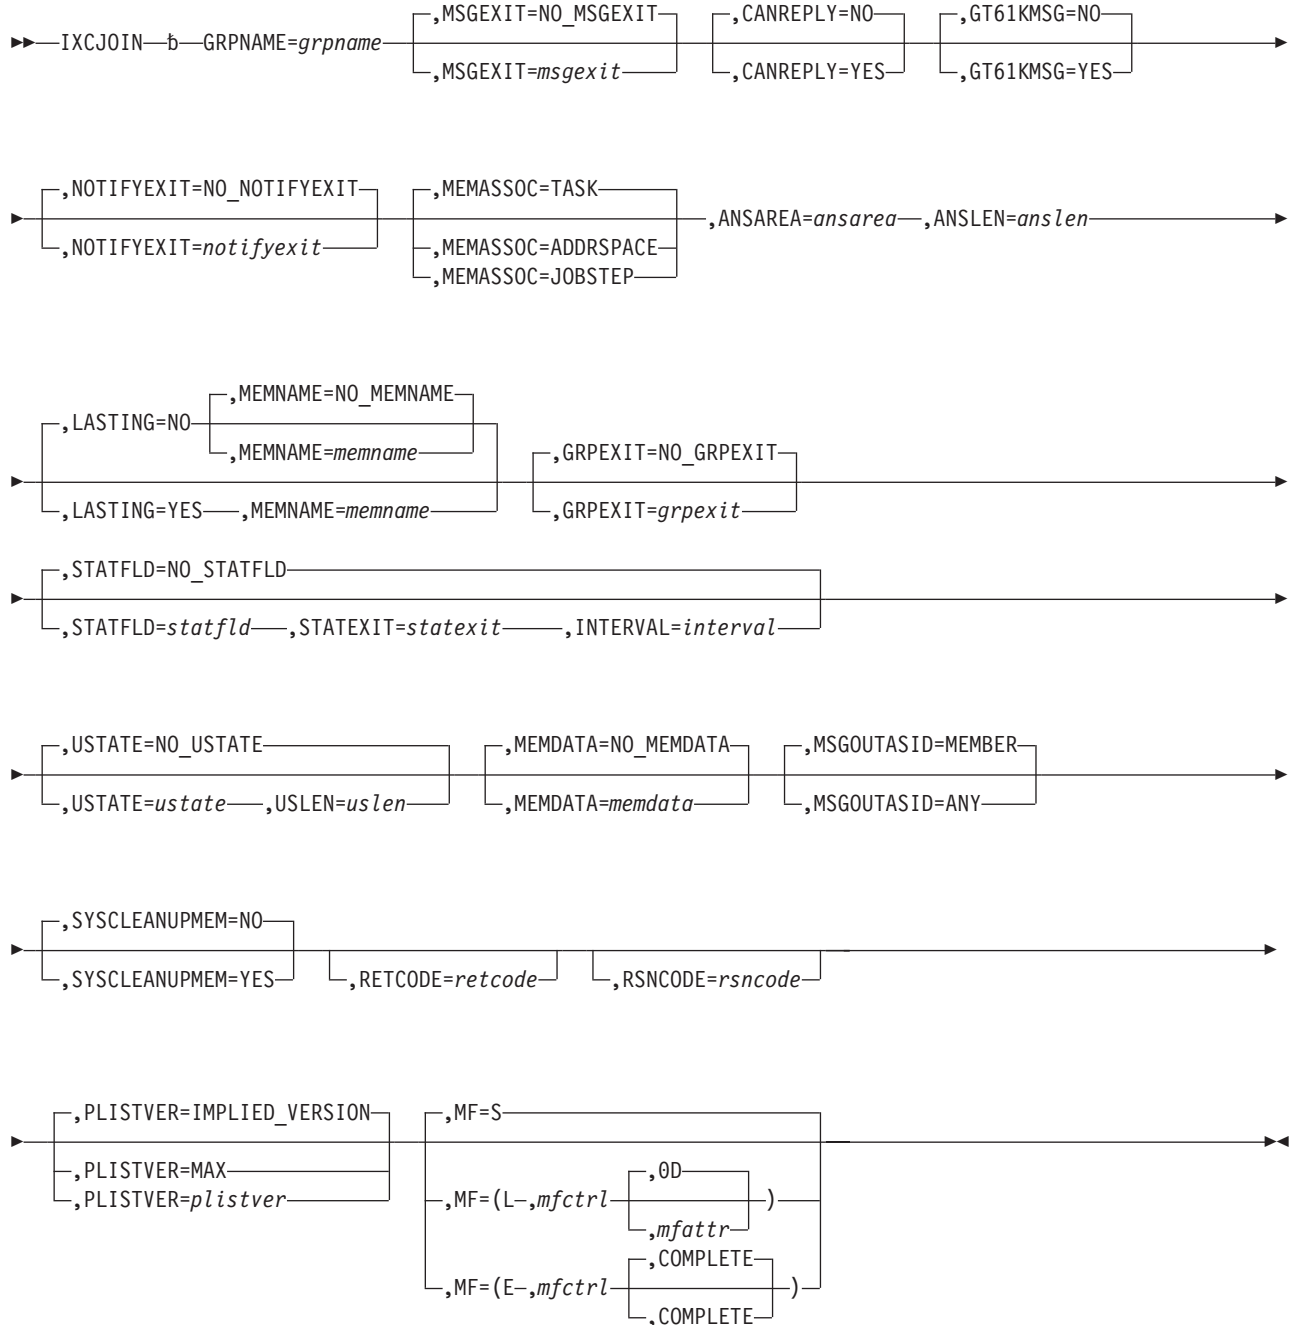 ,MSGEXIT=NO_MSGEXIT ,CANREPLY=NO ,GT61KMSG=NO
IXCJOIN ƀ GRPNAME=grpname
,MSGEXIT=msgexit ,CANREPLY=YES ,GT61KMSG=YES
,NOTIFYEXIT=NO_NOTIFYEXIT ,MEMASSOC=TASK
,ANSAREA=ansarea ,ANSLEN=anslen
,NOTIFYEXIT=notifyexit ,MEMASSOC=ADDRSPACE
,MEMASSOC=JOBSTEP
,MEMNAME=NO_MEMNAME
,LASTING=NO
,MEMNAME=memname ,GRPEXIT=NO_GRPEXIT
,LASTING=YES ,MEMNAME=memname ,GRPEXIT=grpexit
,STATFLD=NO_STATFLD
,STATFLD=statfld ,STATEXIT=statexit ,INTERVAL=interval
,USTATE=NO_USTATE ,MEMDATA=NO_MEMDATA ,MSGOUTASID=MEMBER
,USTATE=ustate ,USLEN=uslen ,MEMDATA=memdata ,MSGOUTASID=ANY
,SYSCLEANUPMEM=NO
,SYSCLEANUPMEM=YES ,RETCODE=retcode ,RSNCODE=rsncode
,PLISTVER=IMPLIED_VERSION ,MF=S
,PLISTVER=MAX ,0D
,PLISTVER=plistver ,MF=(L ,mfctrl )
,mfattr
,COMPLETE
,MF=(E ,mfctrl )
,COMPLETE